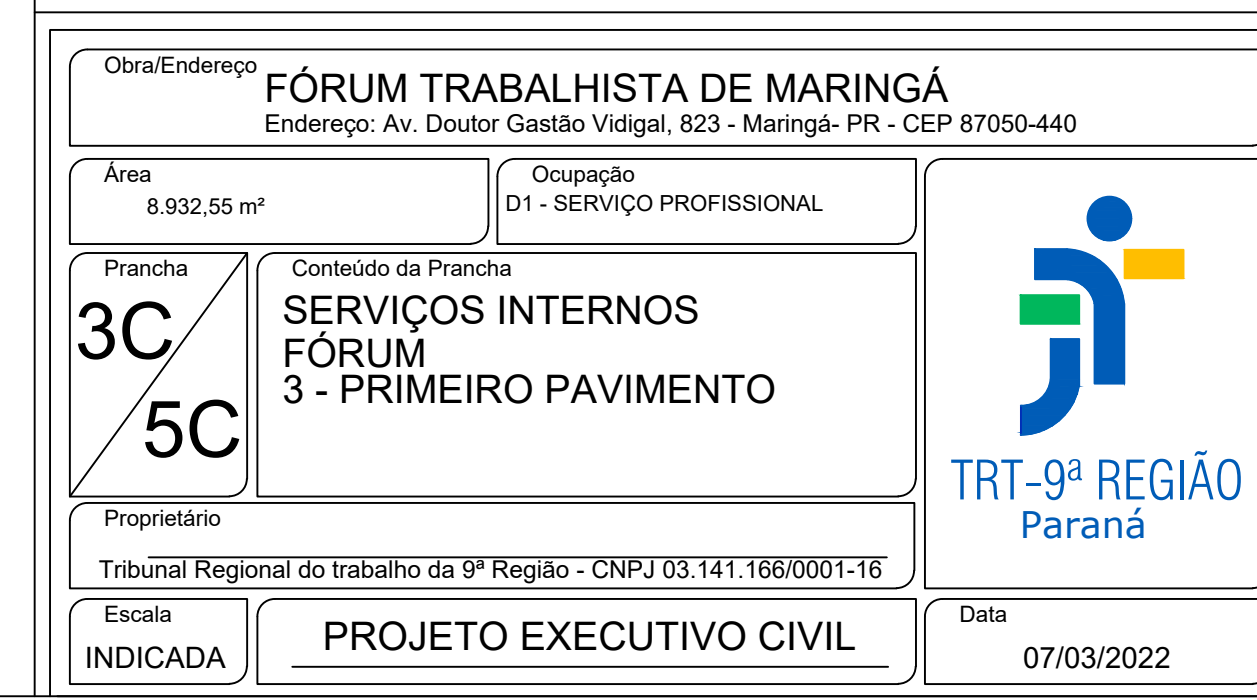 Obra/Endereço
FÓRUM TRABALHISTA DE MARINGÁ
Endereço: Av. Doutor Gastão Vidigal, 823 - Maringá- PR - CEP 87050-440
Área
8.932,55 m²
Ocupação
D1 - SERVIÇO PROFISSIONAL
Prancha
3C
5C
Conteúdo da Prancha
SERVIÇOS INTERNOS
FÓRUM
3 - PRIMEIRO PAVIMENTO
TRT-9ª REGIÃO
Paraná
Proprietário
Tribunal Regional do trabalho da 9ª Região - CNPJ 03.141.166/0001-16
Escala
INDICADA
PROJETO EXECUTIVO CIVIL
Data
07/03/2022